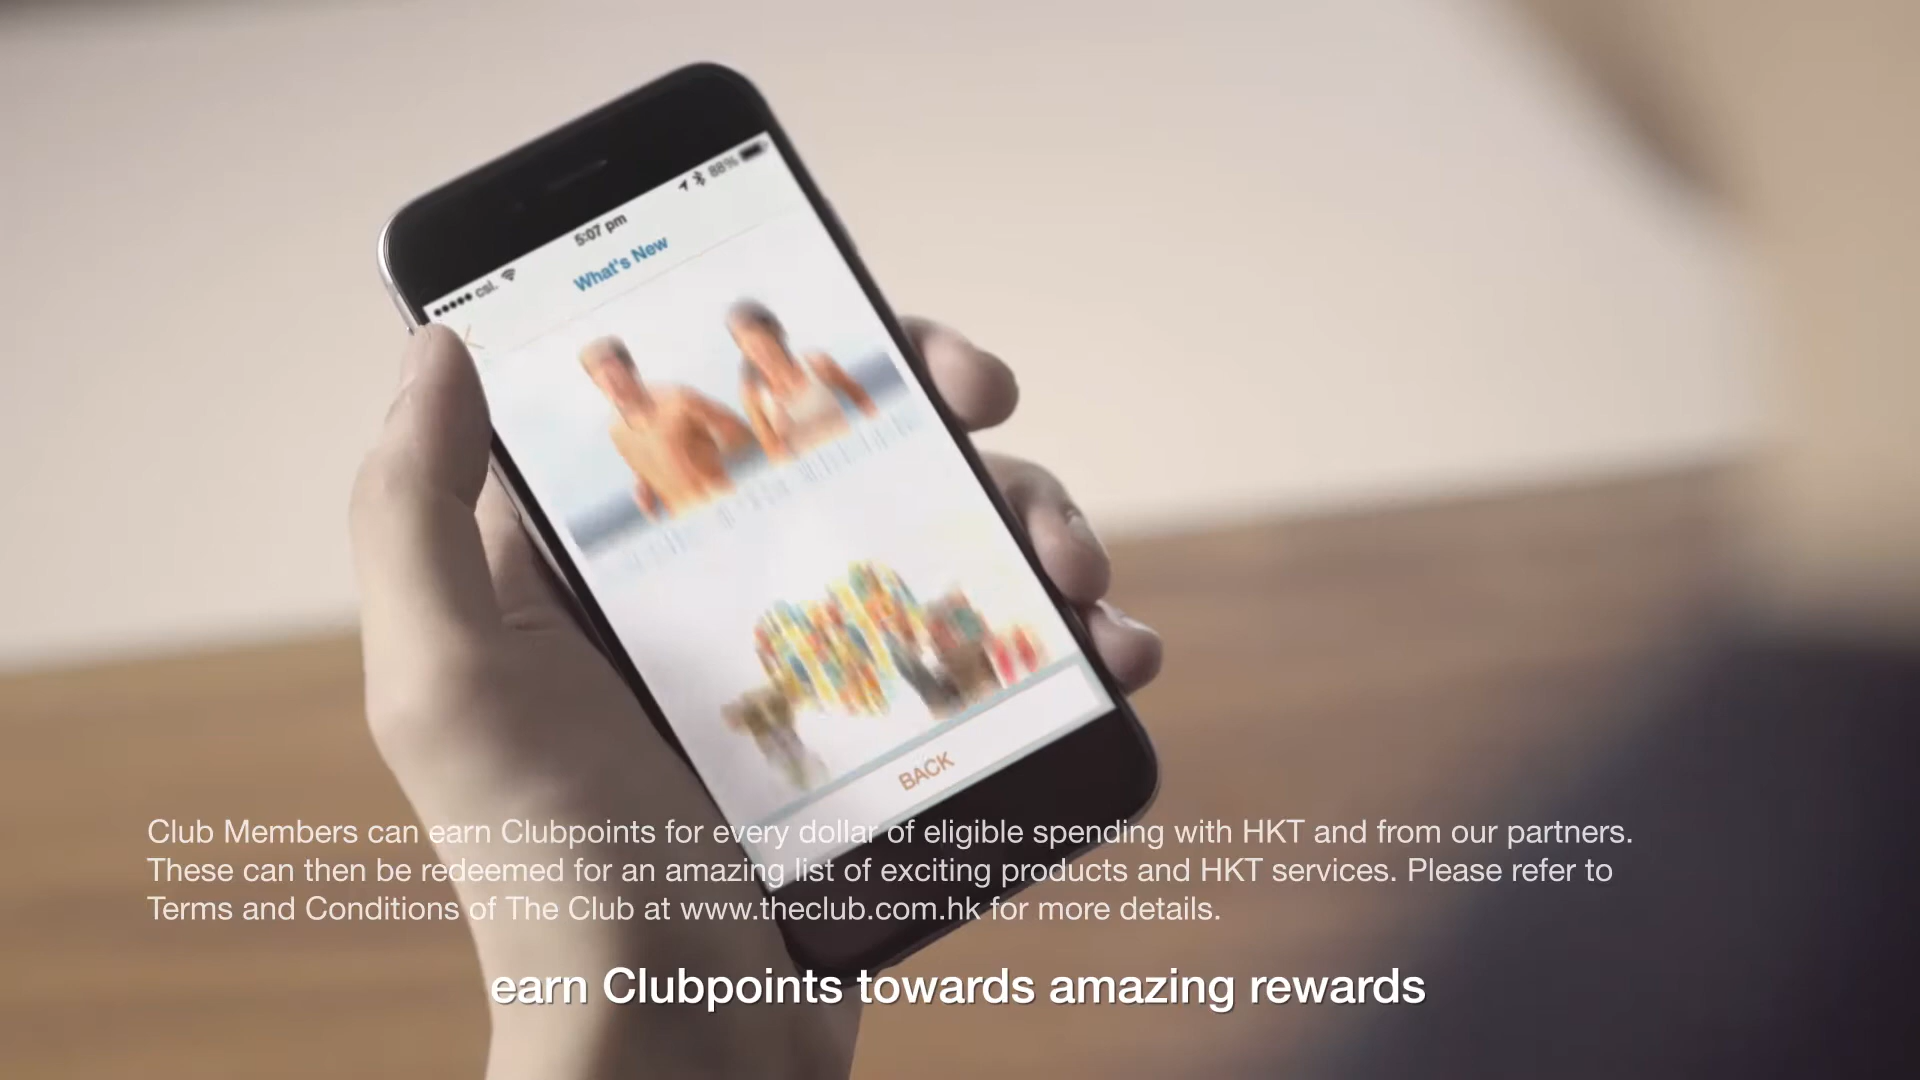 csl.
5:07 pm
88%
What's New
BACK
Club Members can earn Clubpoints for every dollar of eligible spending with HKT and from our partners.
These can then be redeemed for an amazing list of exciting products and HKT services. Please refer to
Terms and Conditions of The Club at www.theclub.com.hk for more details.
earn Clubpoints towards amazing rewards